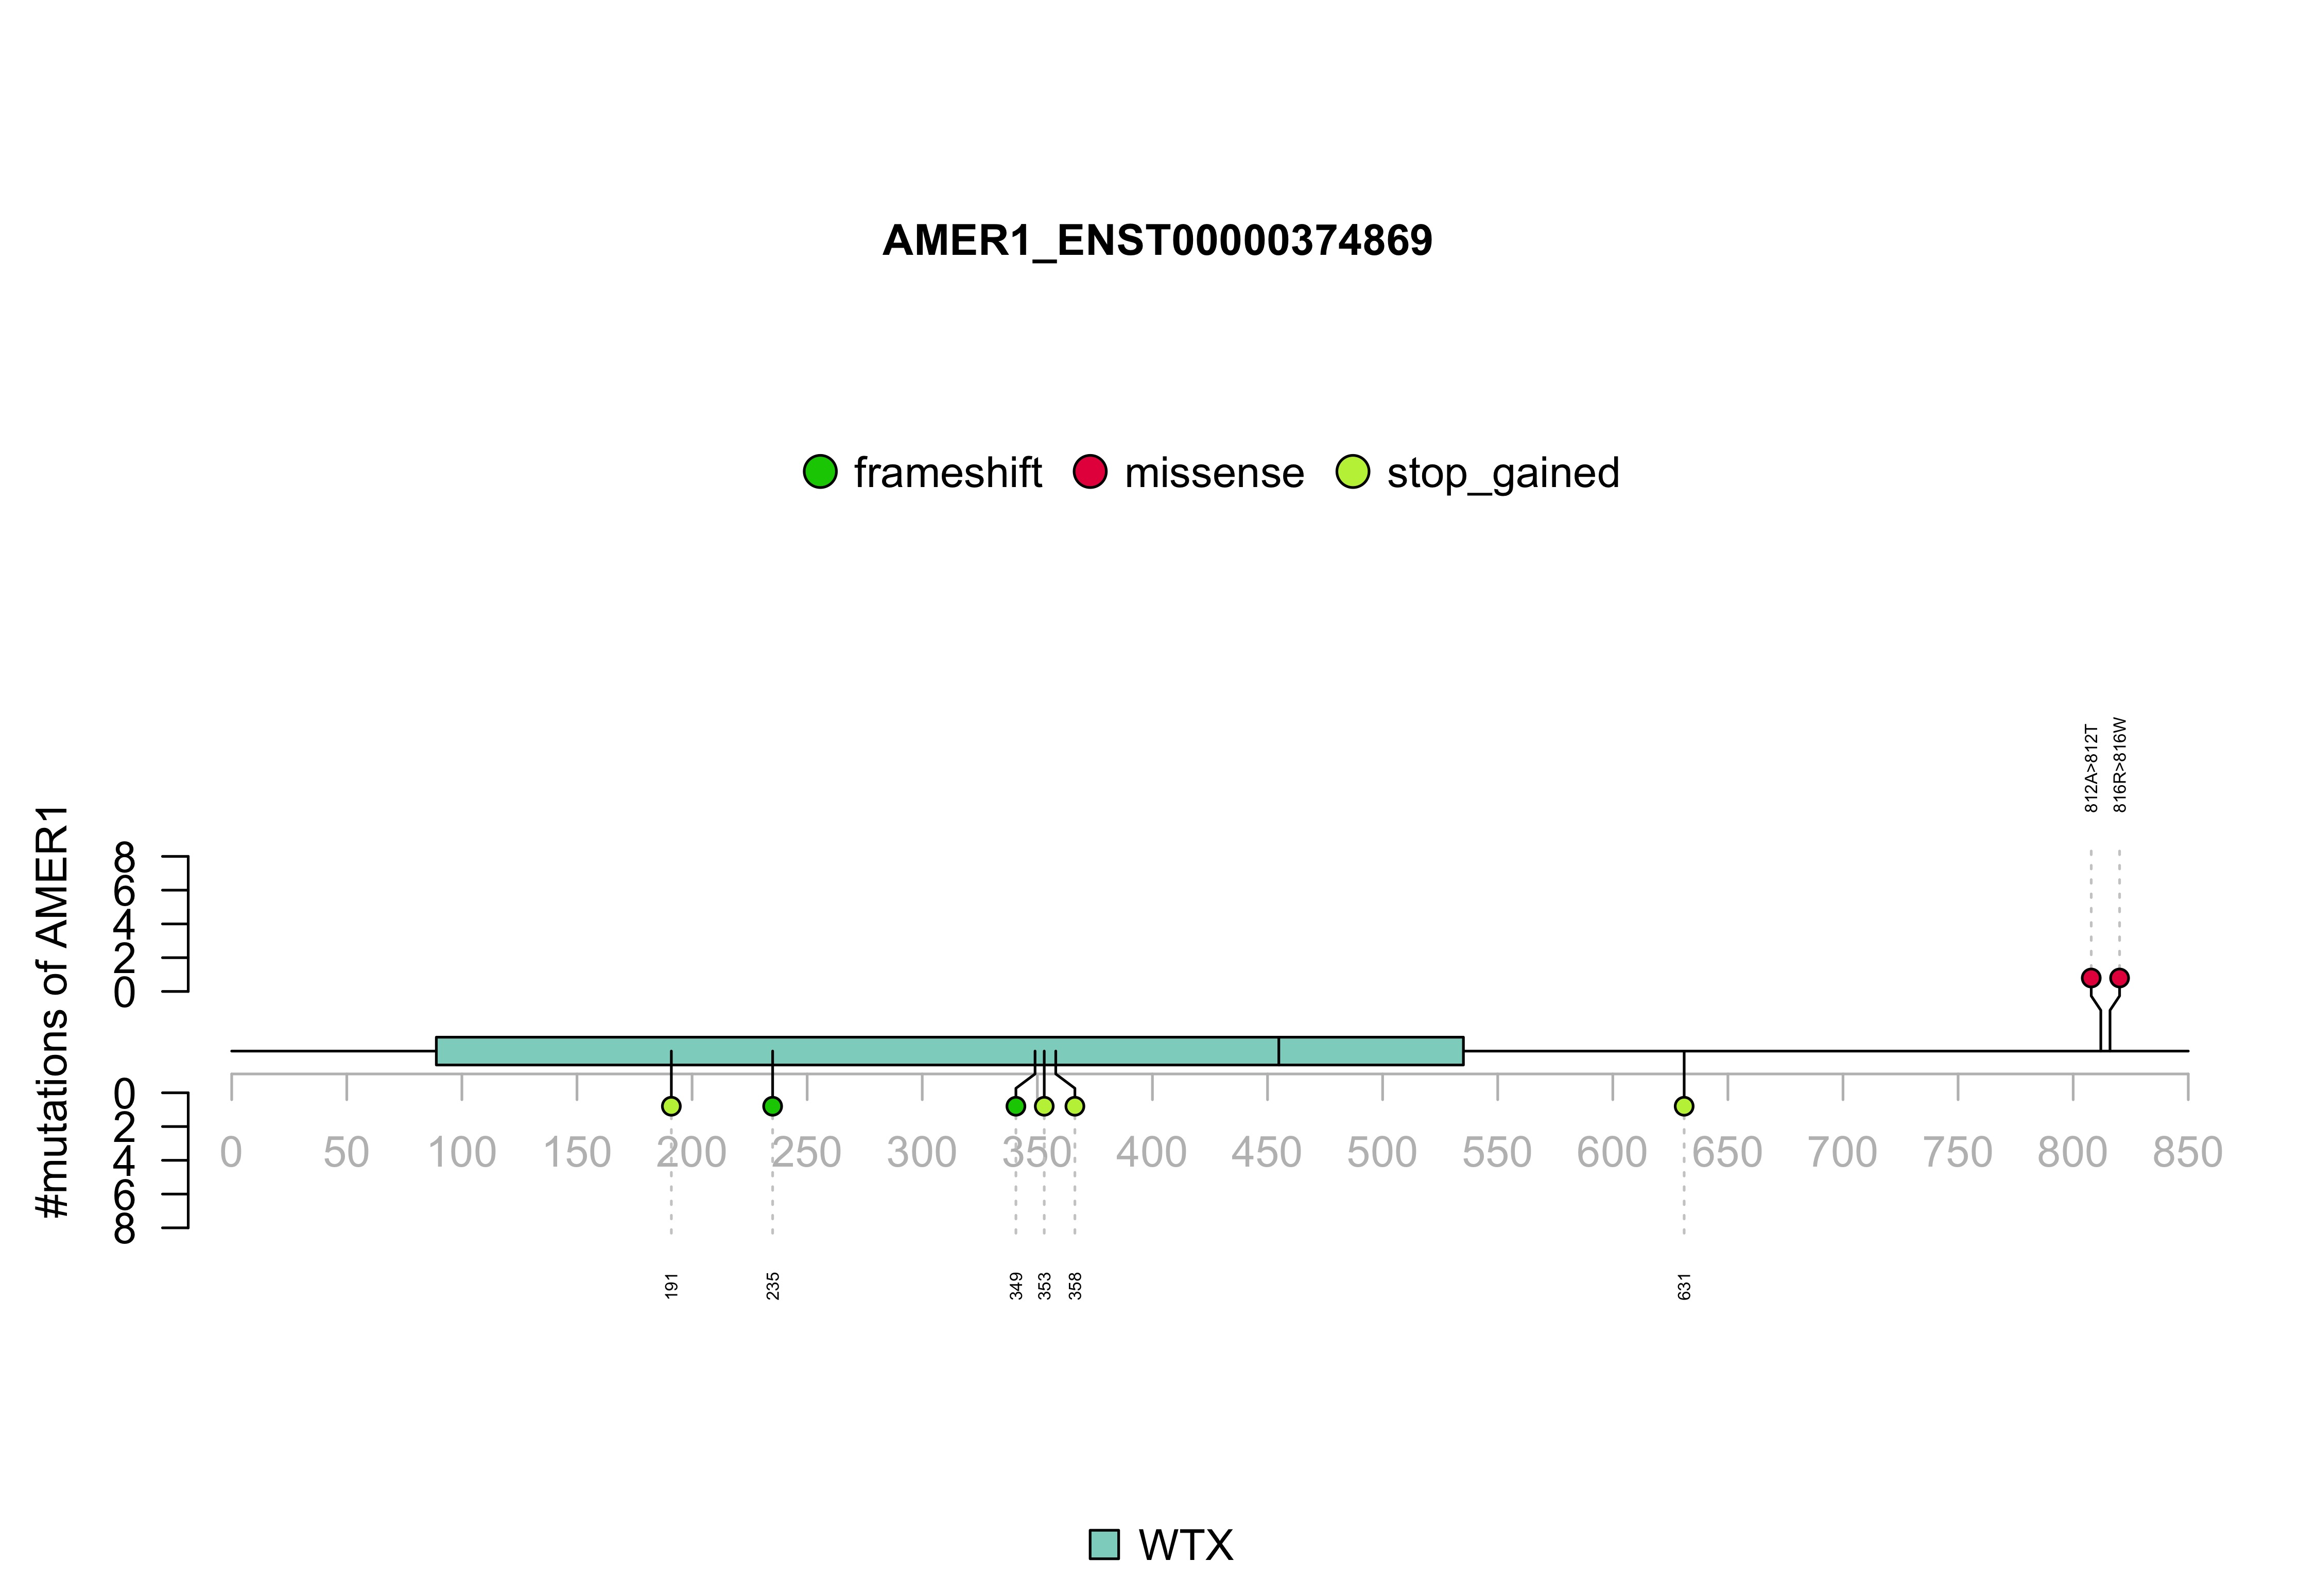 AMER1_ENST00000374869
frameshift missense stop_gained
812A>812T
816R>816W
#mutations of AMER1
8
6
4
2
0
0
2
4
6
8
0 50 100 150 200 250 300 350 400 450 500 550 600 650 700 750 800 850
191 235 349 353 358 631
WTX